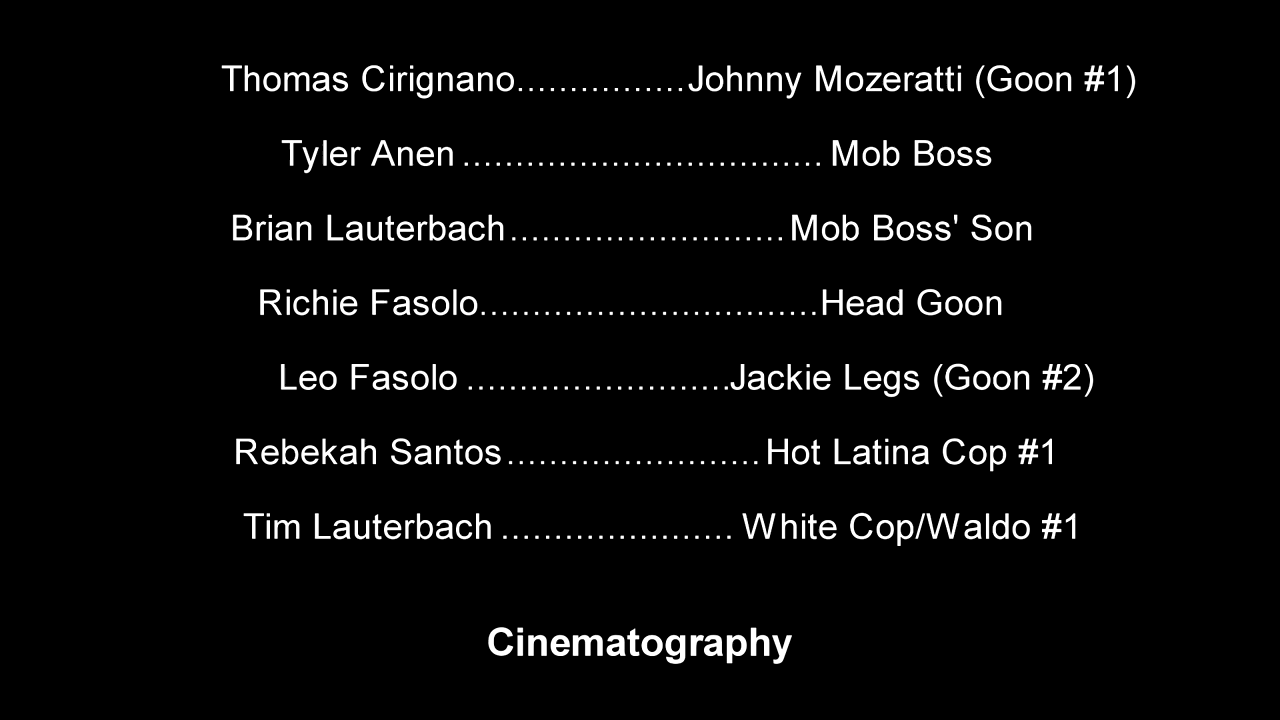 Thomas Cirignano................Johnny Mozeratti (Goon #1)
Tyler Anen .................................. Mob Boss
Brian Lauterbach .......................... Mob Boss' Son
Richie Fasolo................................Head Goon
Leo Fasolo .........................Jackie Legs (Goon #2)
Rebekah Santos ........................ Hot Latina Cop #1
Tim Lauterbach ...................... White Cop/Waldo #1
Cinematography